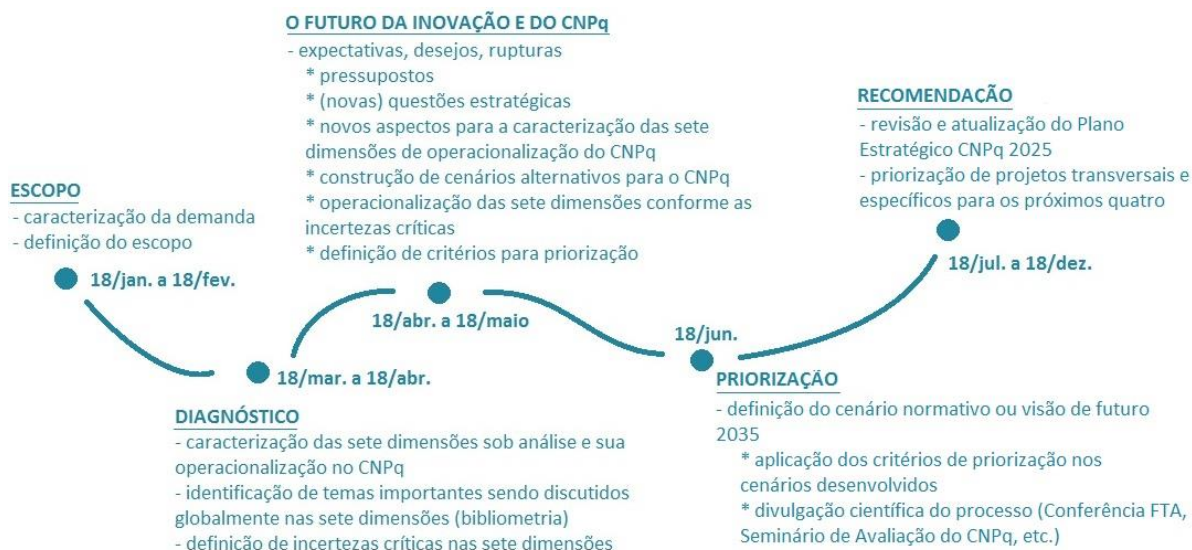 ESCOPO
- caracterização da demanda
- definição do escopo
18/jan. a 18/fev.
18/mar. a 18/abr.
DIAGNÓSTICO
- caracterização das sete dimensões sob análise e sua
operacionalização no CNPq
- identificação de temas importantes sendo discutidos
globalmente nas sete dimensões (bibliometria)
- definição de incertezas críticas nas sete dimensões
O FUTURO DA INOVAÇÃO E DO CNPq
- expectativas, desejos, rupturas
* pressupostos
* (novas) questões estratégicas
* novos aspectos para a caracterização das sete
dimensões de operacionalização do CNPq
* construção de cenários alternativos para o CNPq
* operacionalização das sete dimensões conforme as
incertezas críticas
* definição de critérios para priorização
18/abr. a 18/maio
18/jun.
PRIORIZAÇÃO
- definição do cenário normativo ou visão de futuro
2035
* aplicação dos critérios de priorização nos
cenários desenvolvidos
* divulgação científica do processo (Conferência FTA,
Seminário de Avaliação do CNPq, etc.)
RECOMENDAÇÃO
- revisão e atualização do Plano
Estratégico CNPq 2025
- priorização de projetos transversais e
específicos para os próximos quatro
18/jul. a 18/dez.